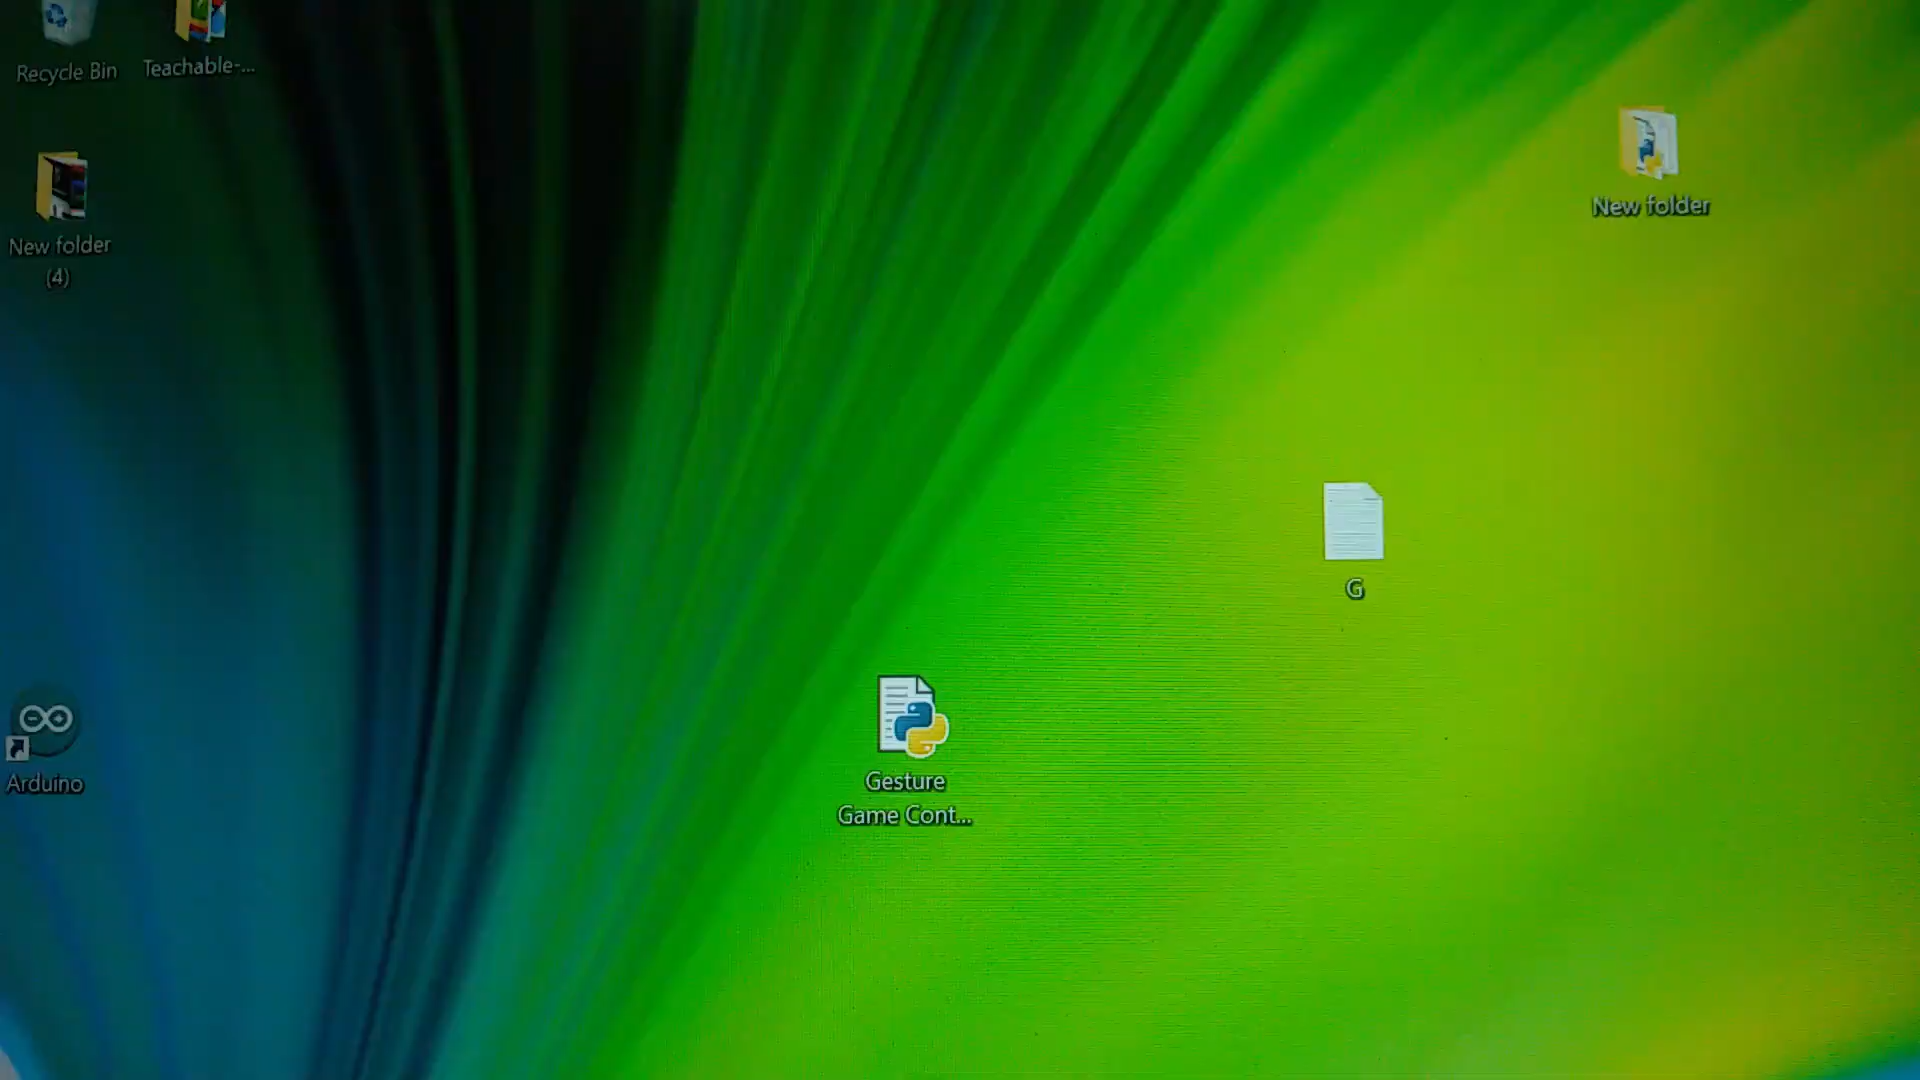 Recycle Bin
Teachable-...
New folder
(4)
New folder
G
Gesture
Game Cont...
Arduino